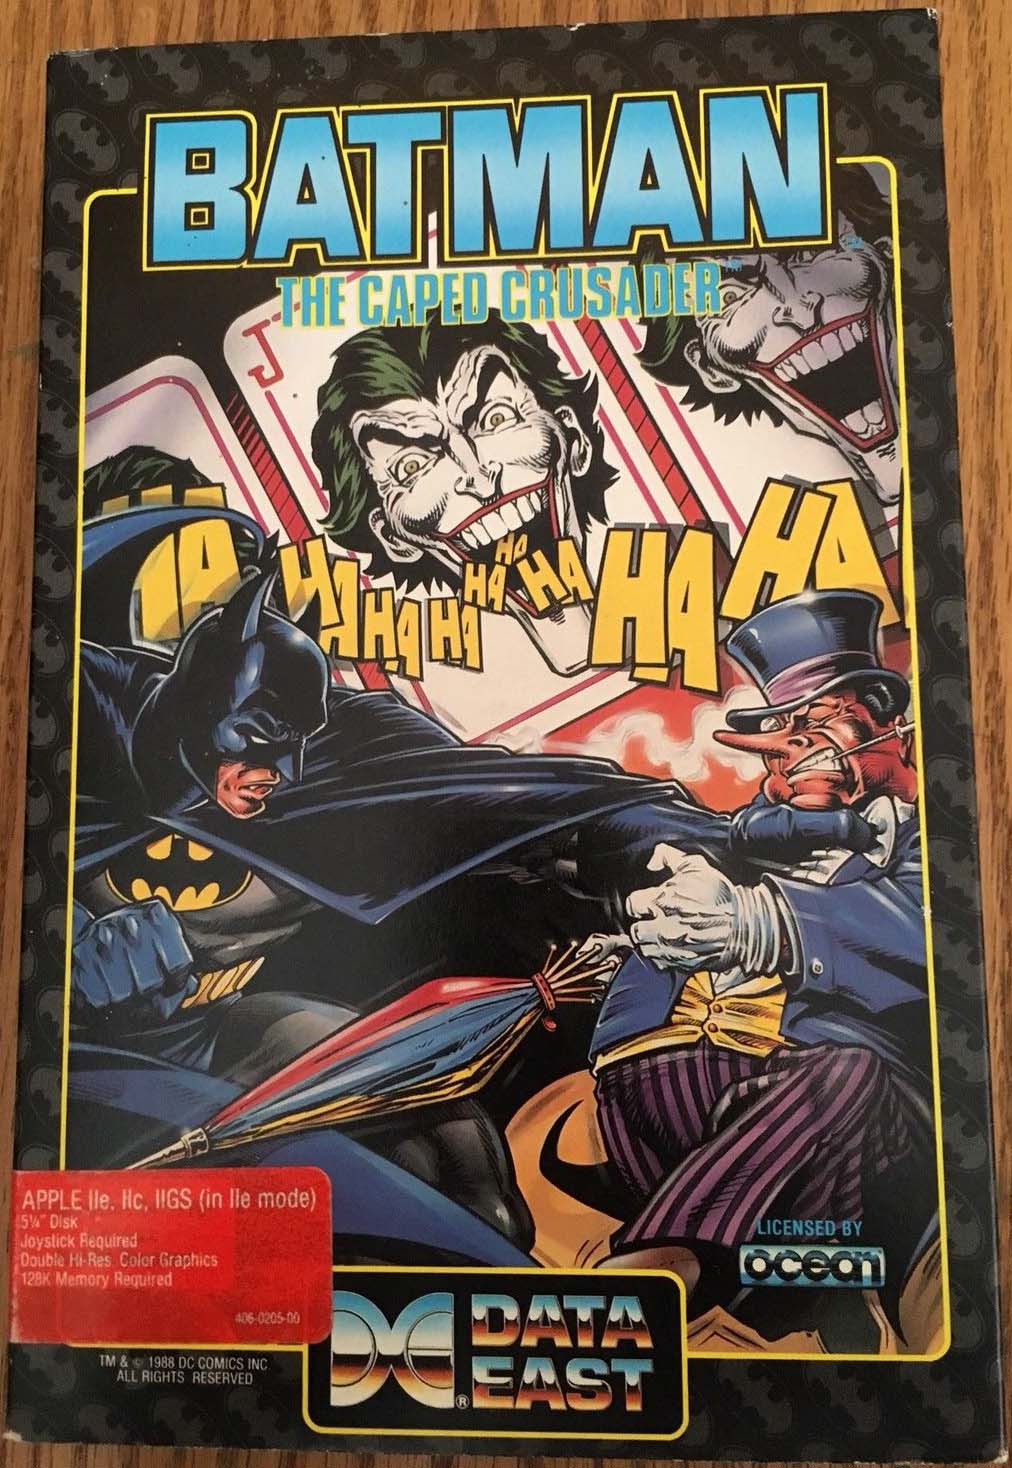 BATMAN
THE CAPED CRUSADER™
J
HA
HA HA HA HA HA HA HA HA
APPLE IIe, IIc, IIGS (in IIe mode)
5¼" Disk
Joystick Required
Double Hi-Res Color Graphics
128K Memory Required
406-0205-00
LICENSED BY
ocean
DATA
EAST®
TM & © 1988 DC COMICS INC.
ALL RIGHTS RESERVED